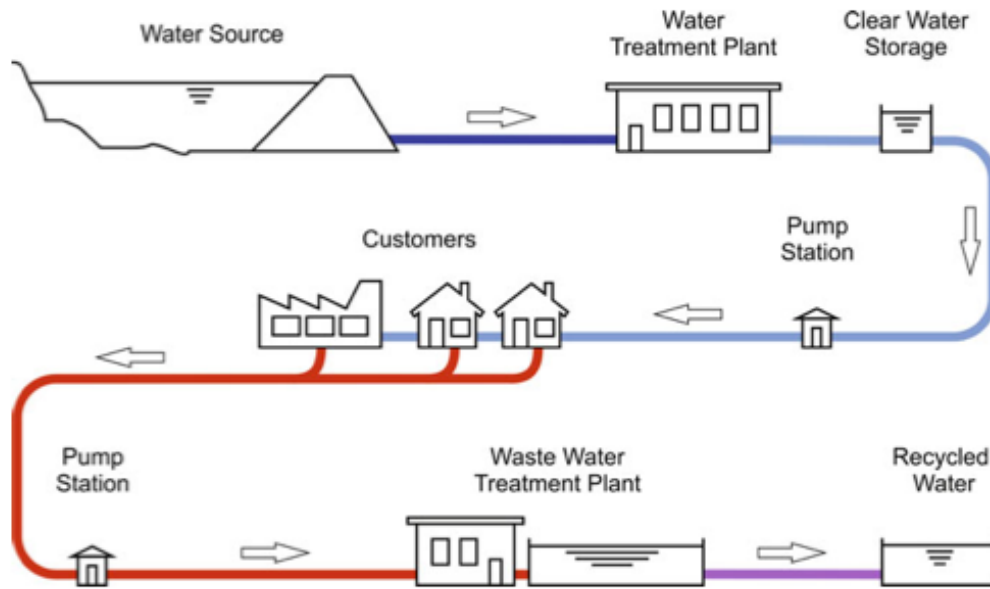 Water Source
Water
Treatment Plant
Clear Water
Storage
Customers
Pump
Station
Pump
Station
Waste Water
Treatment Plant
Recycled
Water